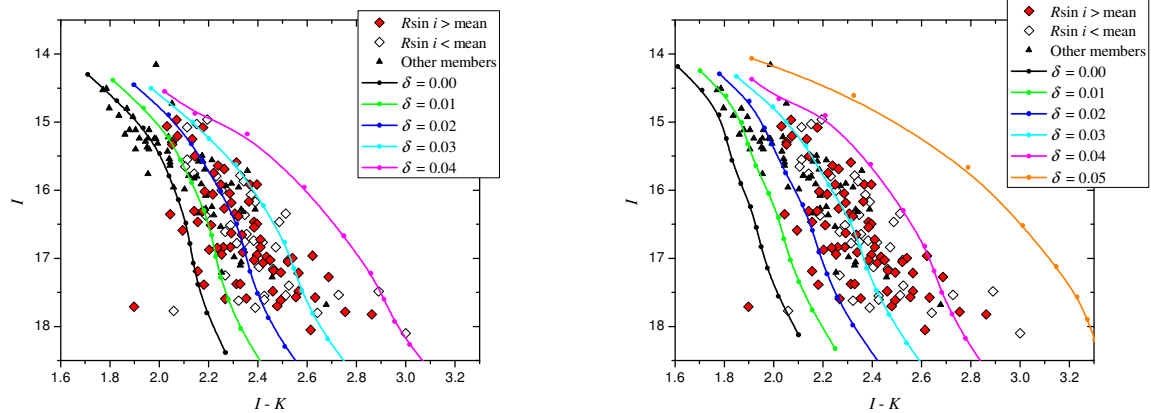 R sin i > mean
R sin i < mean
Other members
δ = 0.00
δ = 0.01
δ = 0.02
δ = 0.03
δ = 0.04
14
15
16
17
18
I
1.6 1.8 2.0 2.2 2.4 2.6 2.8 3.0 3.2
I - K
R sin i > mean
R sin i < mean
Other members
δ = 0.00
δ = 0.01
δ = 0.02
δ = 0.03
δ = 0.04
δ = 0.05
14
15
16
17
18
I
1.6 1.8 2.0 2.2 2.4 2.6 2.8 3.0 3.2
I - K